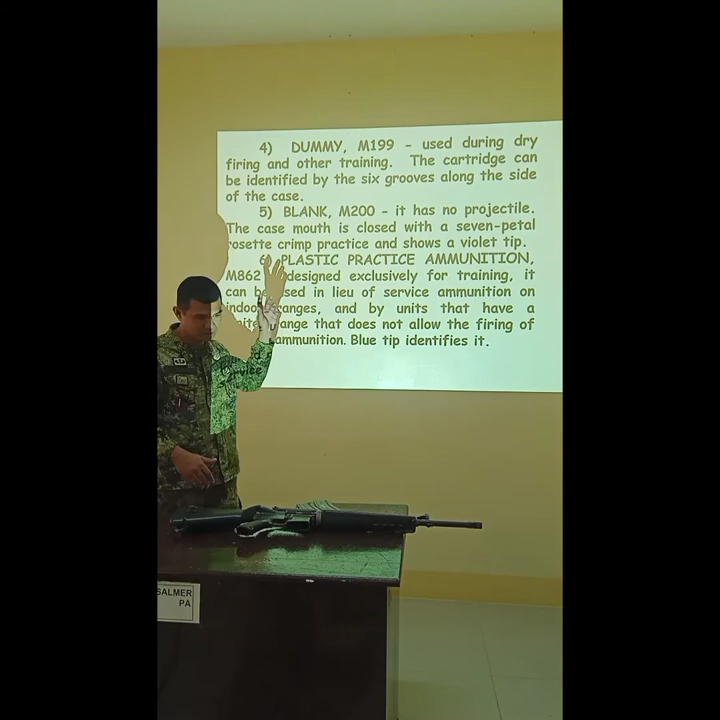 4) DUMMY, M199 - used during dry
firing and other training. The cartridge can
be identified by the six grooves along the side
of the case.
5) BLANK, M200 - it has no projectile.
The case mouth is closed with a seven-petal
rosette crimp practice and shows a violet tip.
6) PLASTIC PRACTICE AMMUNITION,
M862 designed exclusively for training, it
can be used in lieu of service ammunition on
indoor ranges, and by units that have a
range that does not allow the firing of
service ammunition. Blue tip identifies it.
SALMER
PA